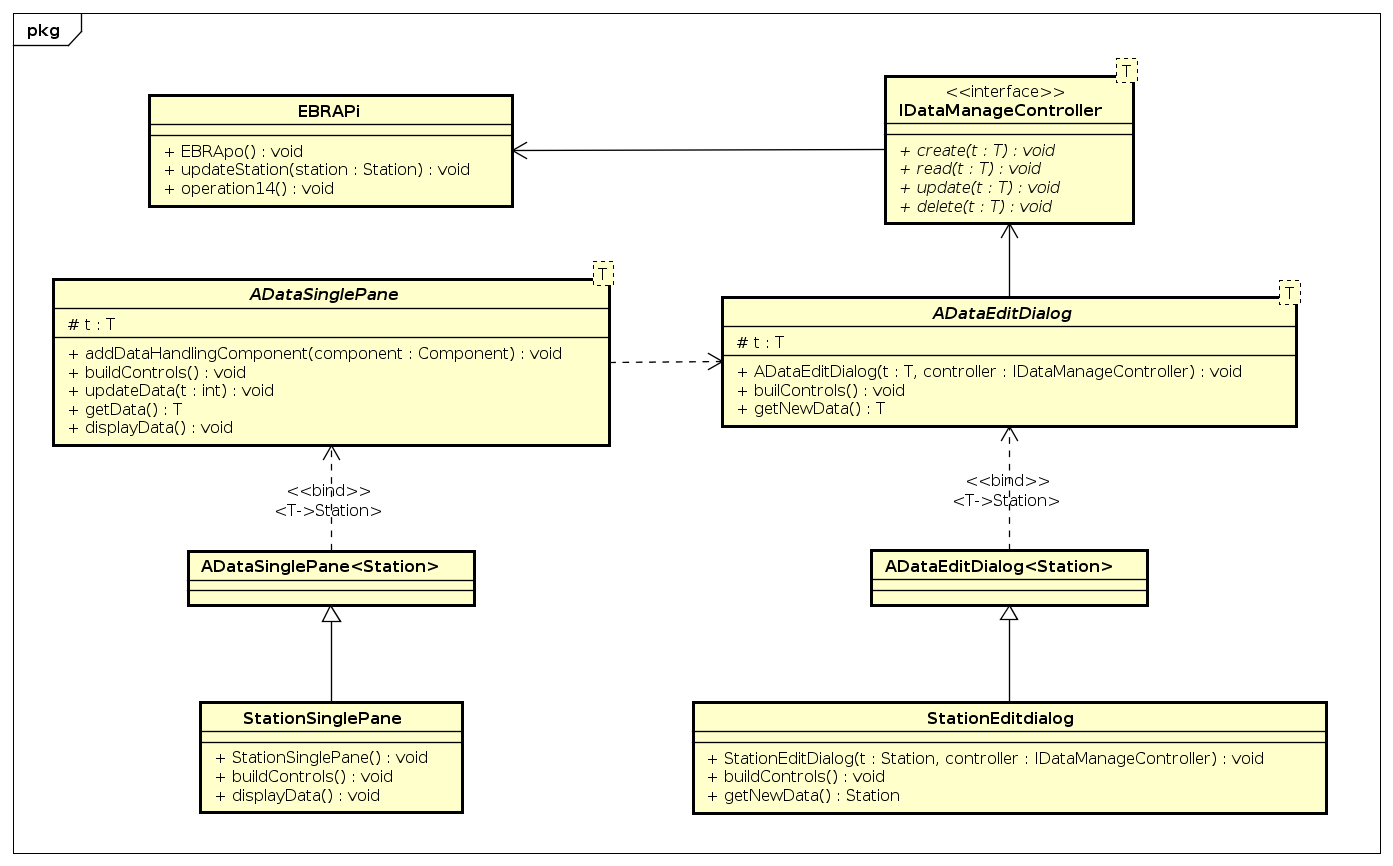 pkg
EBRAPi
+ EBRApo() : void
+ updateStation(station : Station) : void
+ operation14() : void
T
<<interface>>
IDataManageController
+ create(t : T) : void
+ read(t : T) : void
+ update(t : T) : void
+ delete(t : T) : void
T
ADataSinglePane
# t : T
+ addDataHandlingComponent(component : Component) : void
+ buildControls() : void
+ updateData(t : int) : void
+ getData() : T
+ displayData() : void
T
ADataEditDialog
# t : T
+ ADataEditDialog(t : T, controller : IDataManageController) : void
+ builControls() : void
+ getNewData() : T
<<bind>>
<T->Station>
<<bind>>
<T->Station>
ADataSinglePane<Station>
ADataEditDialog<Station>
StationSinglePane
+ StationSinglePane() : void
+ buildControls() : void
+ displayData() : void
StationEditdialog
+ StationEditDialog(t : Station, controller : IDataManageController) : void
+ buildControls() : void
+ getNewData() : Station